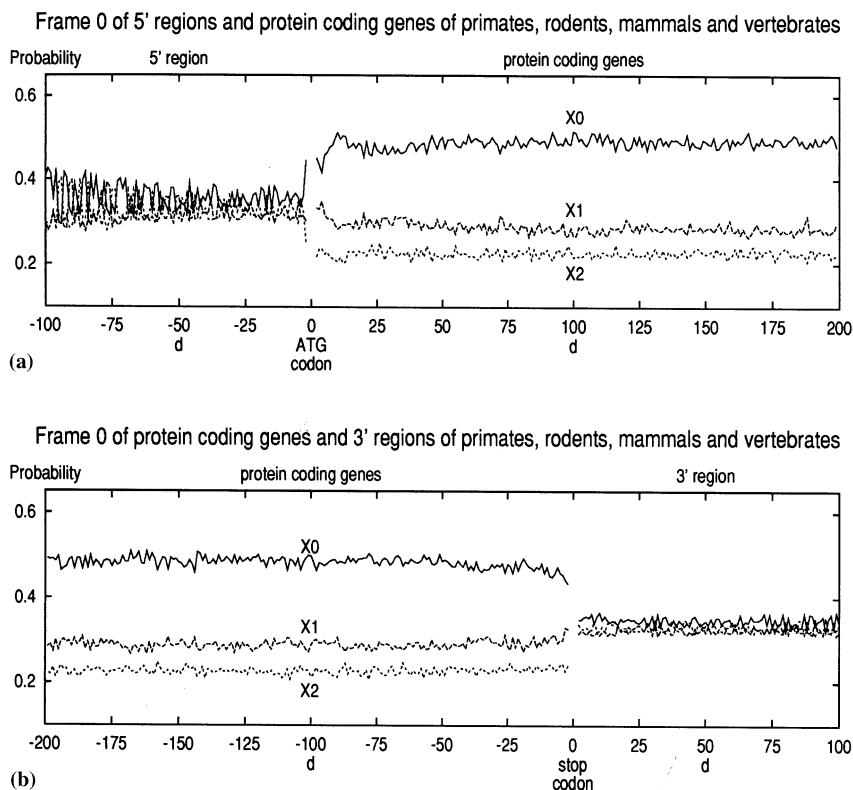 Frame 0 of 5' regions and protein coding genes of primates, rodents, mammals and vertebrates
Probability 5' region protein coding genes
0.6
X0
0.4
X1
0.2
X2
-100 -75 -50 -25 0 25 50 75 100 125 150 175 200
d ATG d
codon
(a)
Frame 0 of protein coding genes and 3' regions of primates, rodents, mammals and vertebrates
Probability protein coding genes 3' region
0.6
X0
0.4
X1
0.2
X2
-200 -175 -150 -125 -100 -75 -50 -25 0 25 50 75 100
d stop d
codon
(b)